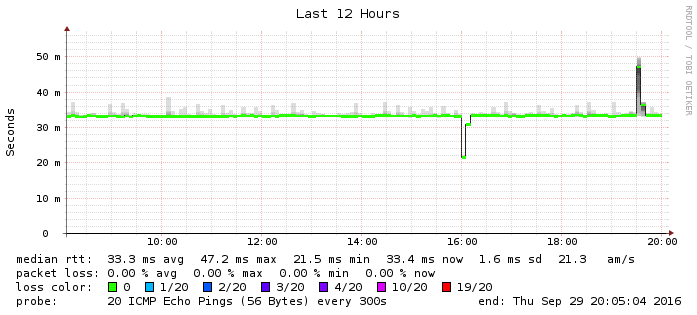 Last 12 Hours
RRDTOOL / TOBI OETIKER
Seconds
50 m
40 m
30 m
20 m
10 m
0
10:00 12:00 14:00 16:00 18:00 20:00
median rtt: 33.3 ms avg 47.2 ms max 21.5 ms min 33.4 ms now 1.6 ms sd 21.3 am/s
packet loss: 0.00 % avg 0.00 % max 0.00 % min 0.00 % now
loss color: 0 1/20 2/20 3/20 4/20 10/20 19/20
probe: 20 ICMP Echo Pings (56 Bytes) every 300s end: Thu Sep 29 20:05:04 2016